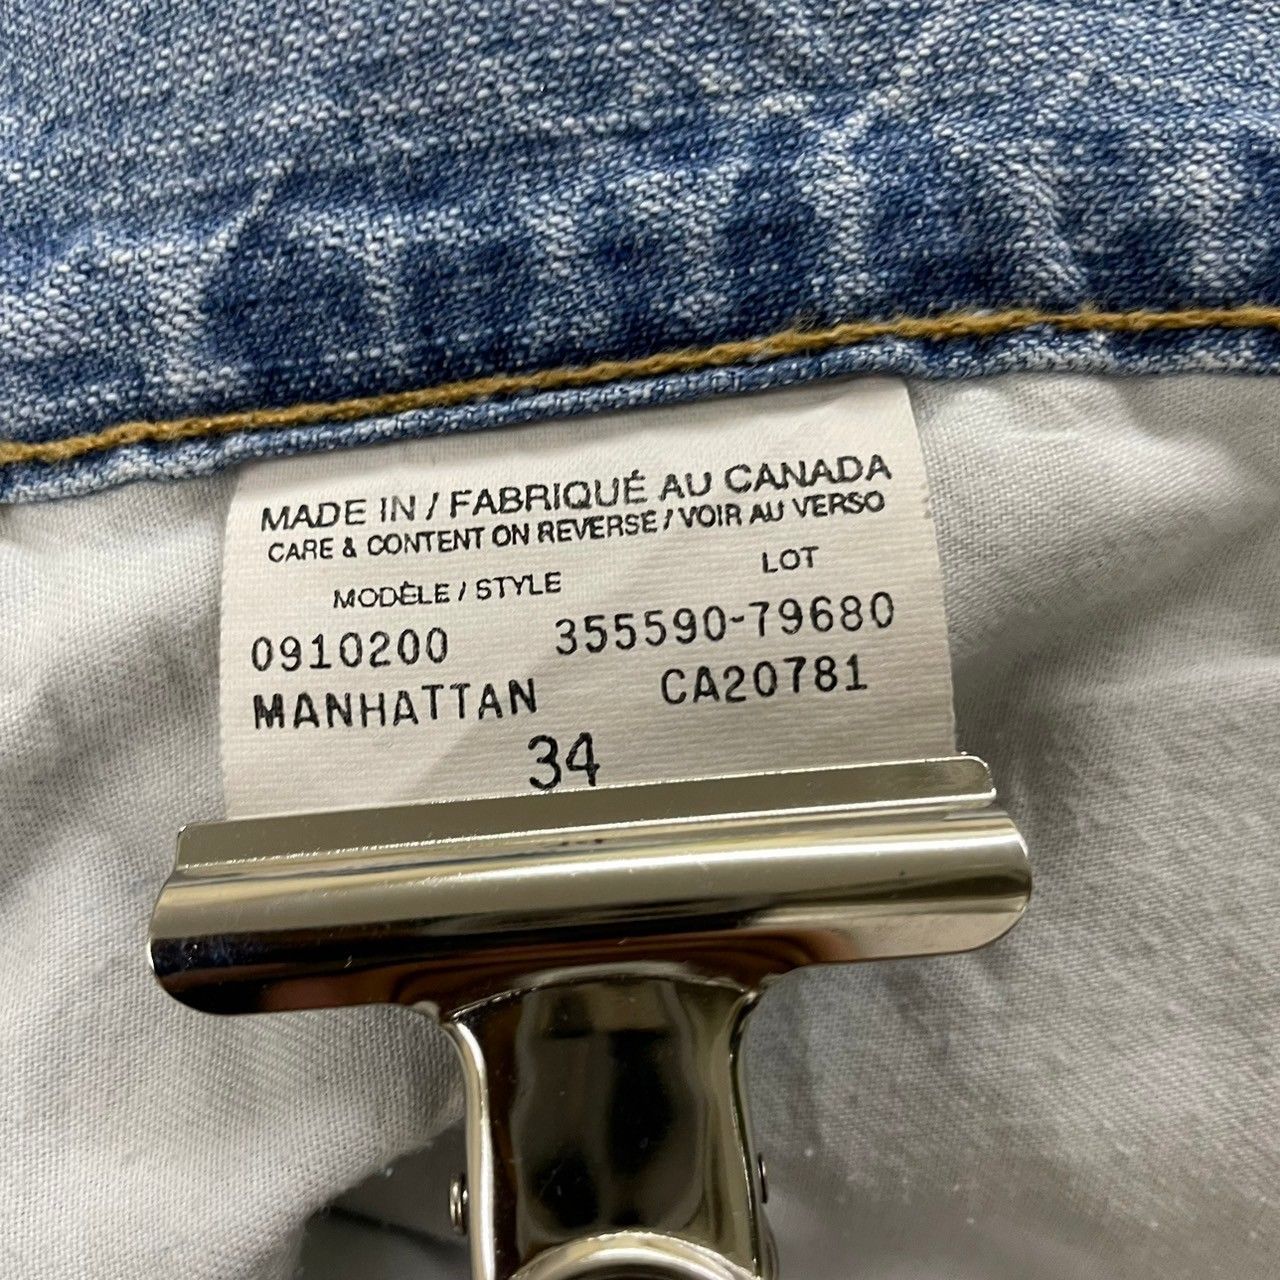 MADE IN / FABRIQUÉ AU CANADA
CARE & CONTENT ON REVERSE / VOIR AU VERSO
MODÈLE / STYLE LOT
0910200 355590-79680
MANHATTAN CA20781
34